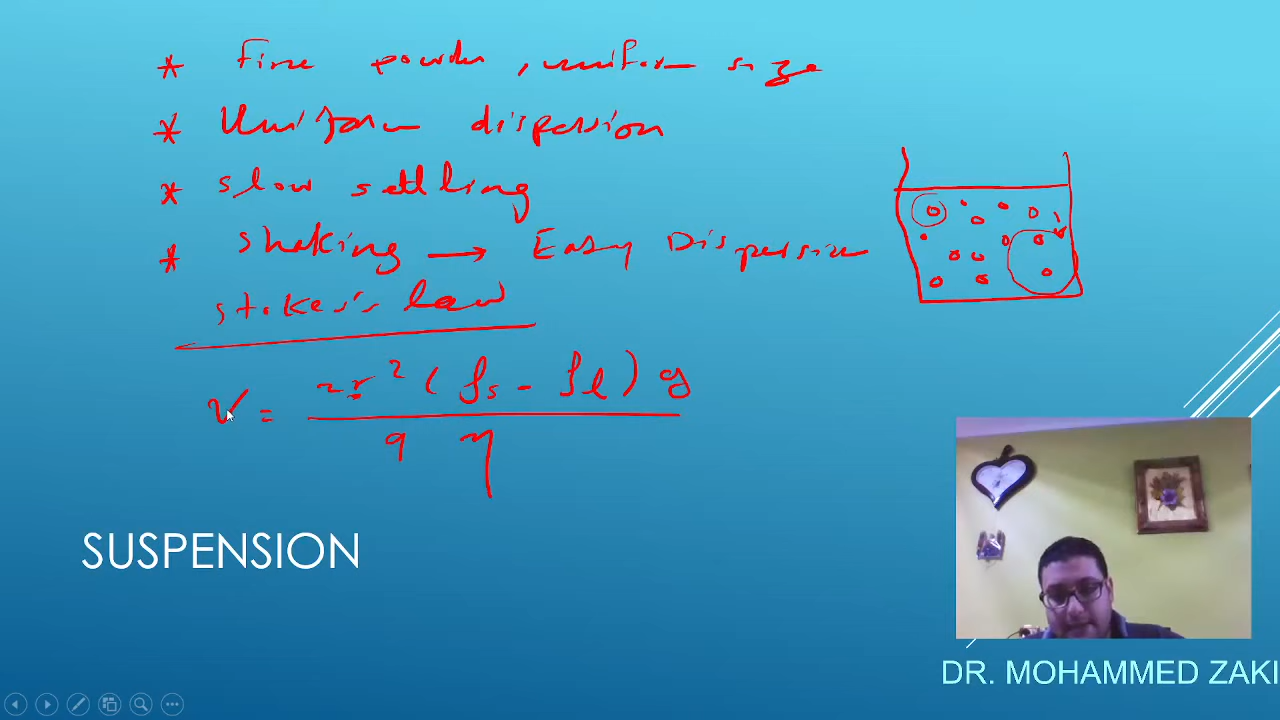 * Fine powder, uniform size
* Uniform dispersion
* slow settling
* shaking → Easy Dispersion
stokes's law
v = 2r² (ρs - ρl) g
9 η
SUSPENSION
DR. MOHAMMED ZAKI